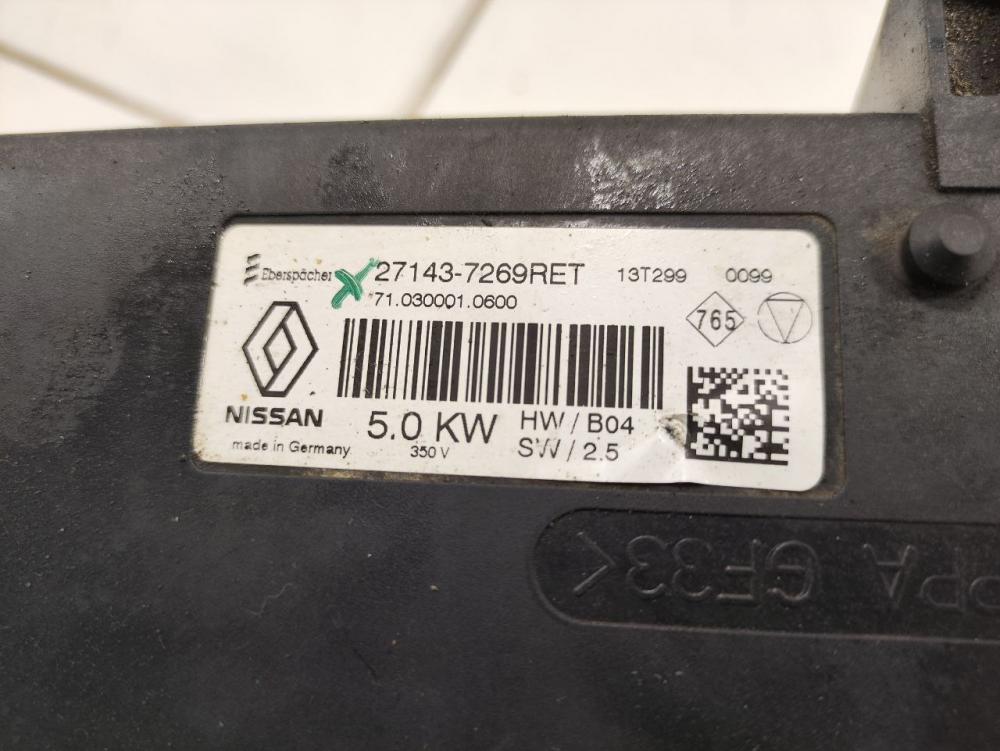 Eberspächer 27143-7269RET 13T299 0099
71.030001.0600
765
NISSAN 5.0 KW HW/B04
made in Germany 350 V SW/2.5
PPA GF33<